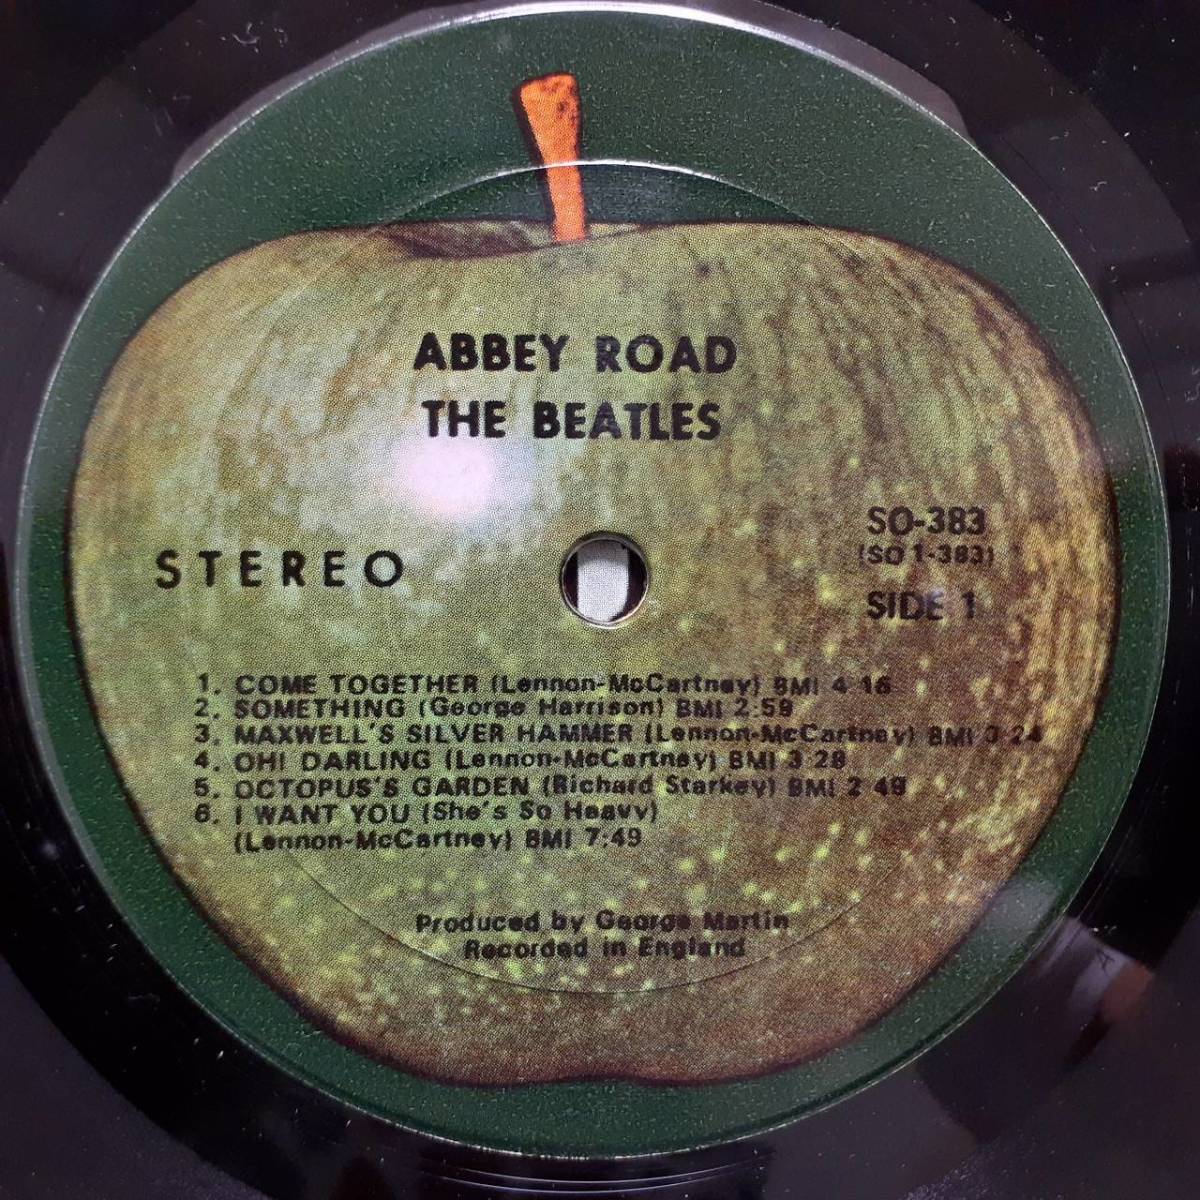 ABBEY ROAD
THE BEATLES
STEREO
SO-383
(SO 1-383)
SIDE 1
1. COME TOGETHER (Lennon-McCartney) BMI 4:16
2. SOMETHING (George Harrison) BMI 2:59
3. MAXWELL'S SILVER HAMMER (Lennon-McCartney) BMI 3:24
4. OH! DARLING (Lennon-McCartney) BMI 3:28
5. OCTOPUS'S GARDEN (Richard Starkey) BMI 2:49
6. I WANT YOU (She's So Heavy)
(Lennon-McCartney) BMI 7:49
Produced by George Martin
Recorded in England